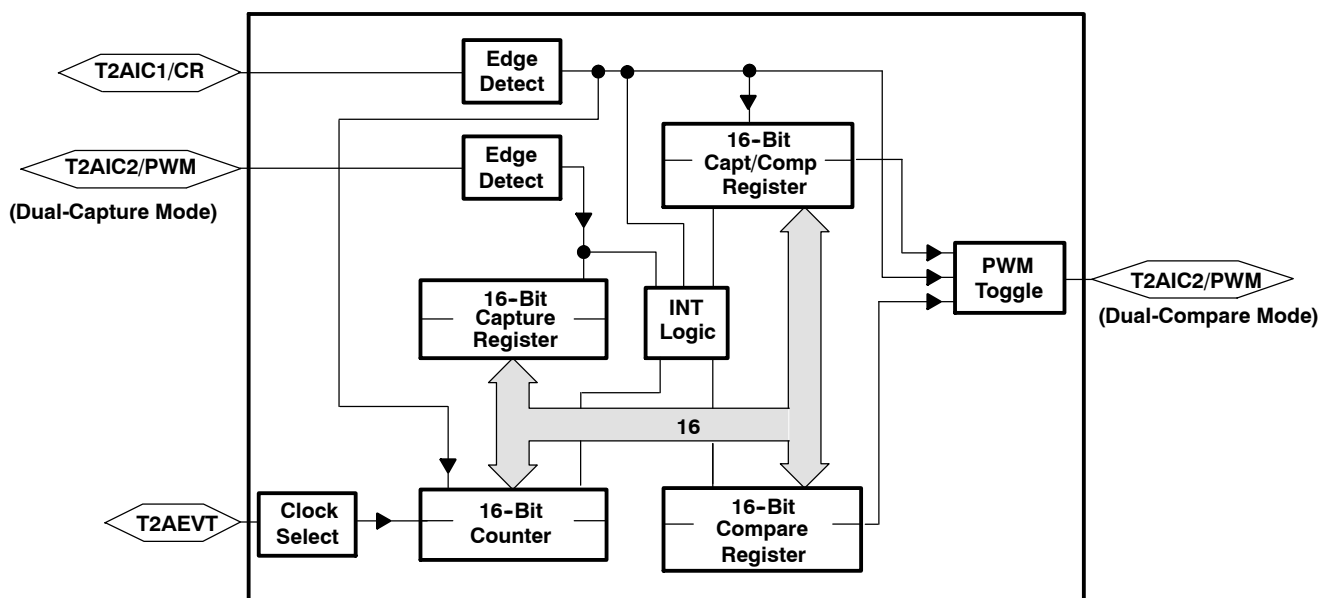 T2AIC1/CR
Edge
Detect
16-Bit
Capt/Comp
Register
T2AIC2/PWM
(Dual-Capture Mode)
Edge
Detect
PWM
Toggle
T2AIC2/PWM
(Dual-Compare Mode)
16-Bit
Capture
Register
INT
Logic
16
T2AEVT
Clock
Select
16-Bit
Counter
16-Bit
Compare
Register